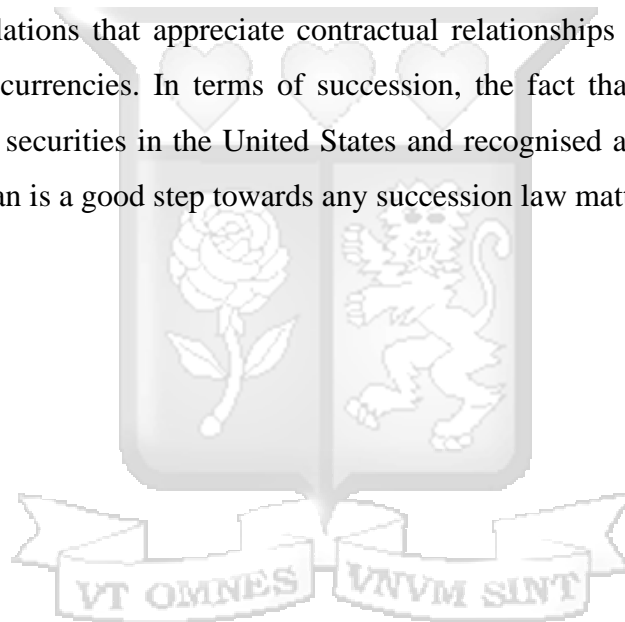 lations that appreciate contractual relationships
currencies. In terms of succession, the fact tha
securities in the United States and recognised a
an is a good step towards any succession law mat
VT OMNES VNVM SINT